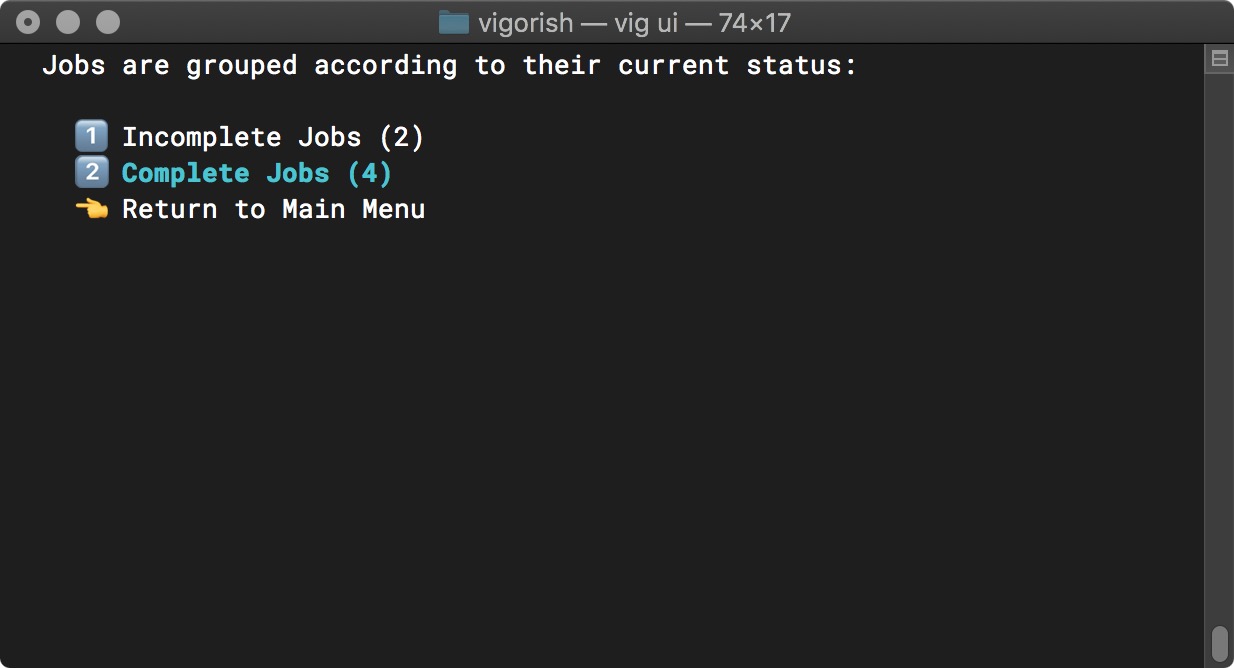 vigorish — vig ui — 74×17
Jobs are grouped according to their current status:
1 Incomplete Jobs (2)
2 Complete Jobs (4)
Return to Main Menu